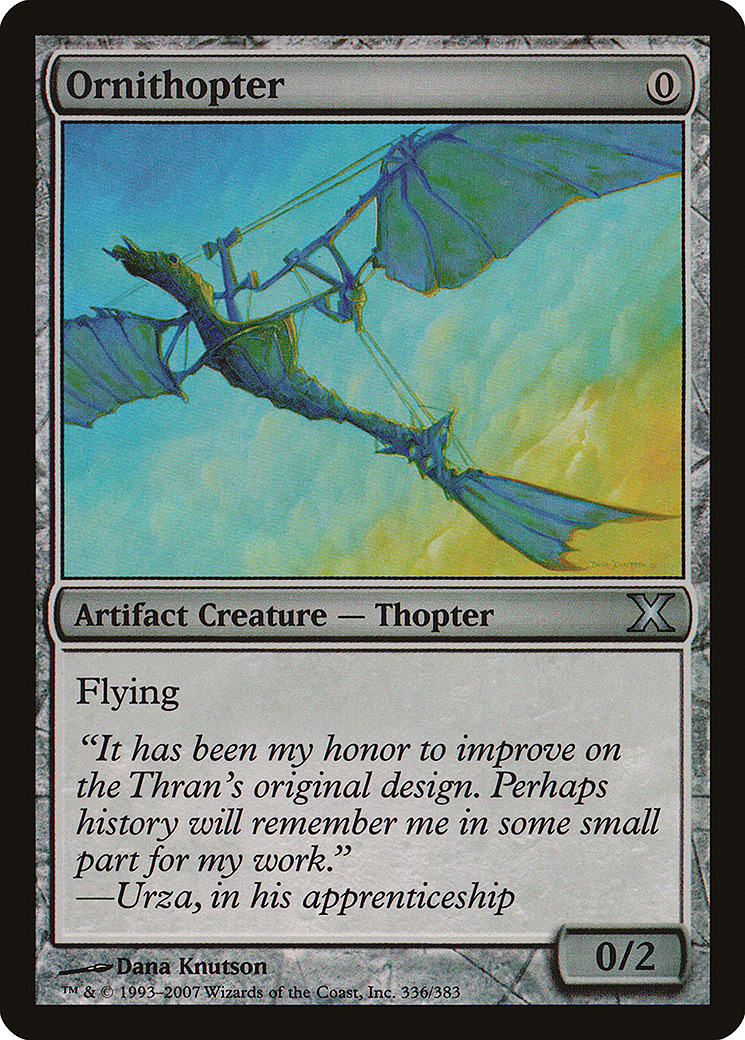 Ornithopter 0
Artifact Creature — Thopter
Flying
“It has been my honor to improve on
the Thran’s original design. Perhaps
history will remember me in some small
part for my work.”
—Urza, in his apprenticeship
0/2
Dana Knutson
™ & © 1993–2007 Wizards of the Coast, Inc. 336/383